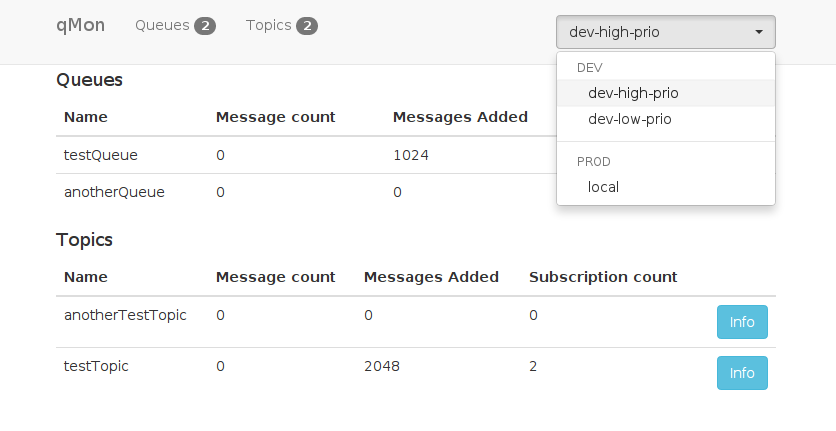 qMon Queues 2 Topics 2 dev-high-prio
DEV
dev-high-prio
dev-low-prio
PROD
local
Queues
Name Message count Messages Added
testQueue 0 1024
anotherQueue 0 0
Topics
Name Message count Messages Added Subscription count
anotherTestTopic 0 0 0 Info
testTopic 0 2048 2 Info